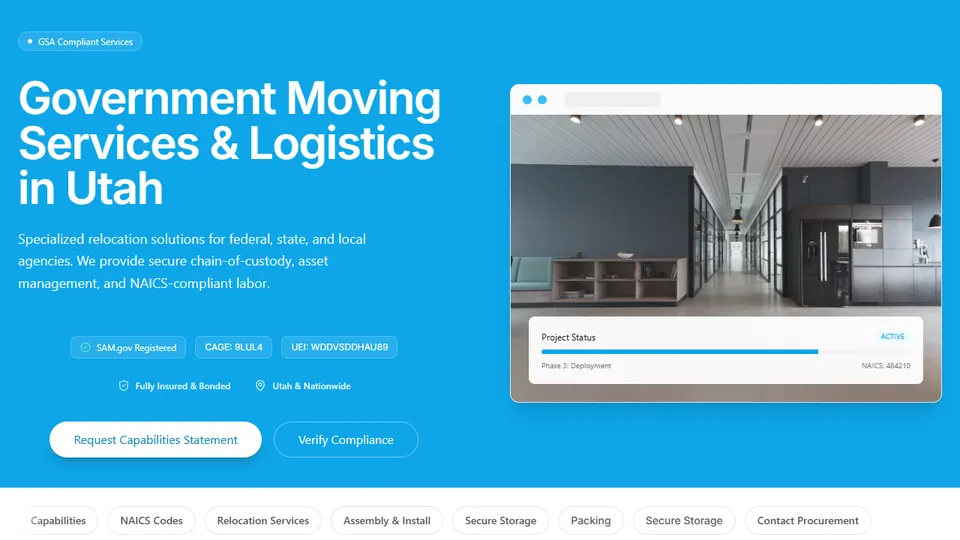 GSA Compliant Services
Government Moving
Services & Logistics
in Utah
Specialized relocation solutions for federal, state, and local
agencies. We provide secure chain-of-custody, asset
management, and NAICS-compliant labor.
SAM.gov Registered
CAGE: 9LUL4
UEI: WDDVSDDHAU89
Fully Insured & Bonded
Utah & Nationwide
Request Capabilities Statement
Verify Compliance
Project Status
ACTIVE
Phase 3: Deployment
NAICS: 484210
Capabilities
NAICS Codes
Relocation Services
Assembly & Install
Secure Storage
Packing
Secure Storage
Contact Procurement